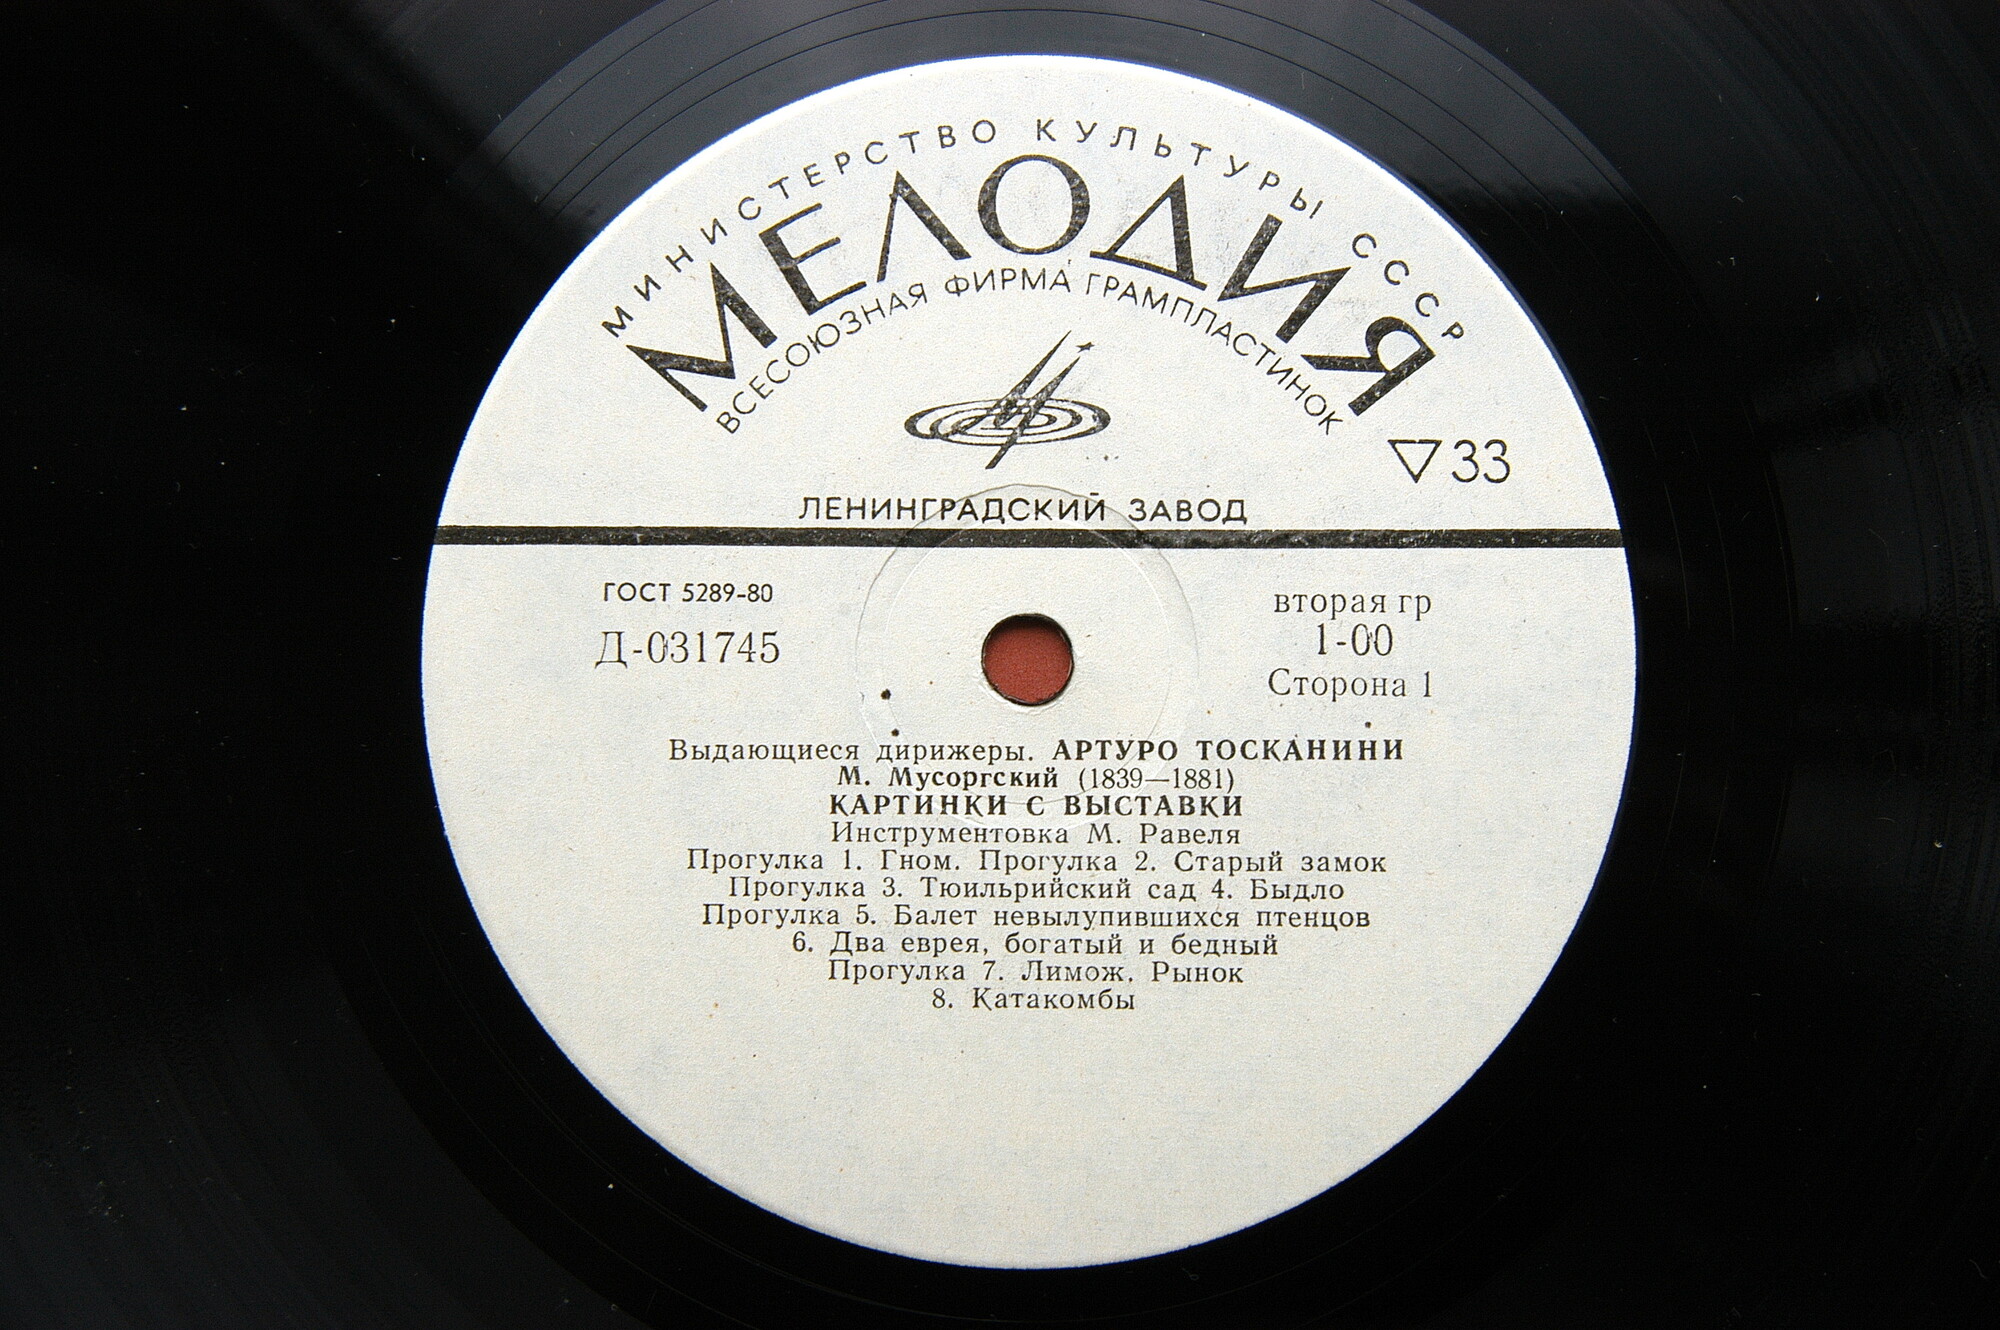 МИНИСТЕРСТВО КУЛЬТУРЫ СССР
МЕЛОДИЯ
ВСЕСОЮЗНАЯ ФИРМА ГРАМПЛАСТИНОК
33
ЛЕНИНГРАДСКИЙ ЗАВОД
ГОСТ 5289-80
Д-031745
вторая гр
1-00
Сторона 1
Выдающиеся дирижеры. АРТУРО ТОСКАНИНИ
М. Мусоргский (1839—1881)
КАРТИНКИ С ВЫСТАВКИ
Инструментовка М. Равеля
Прогулка 1. Гном. Прогулка 2. Старый замок
Прогулка 3. Тюильрийский сад 4. Быдло
Прогулка 5. Балет невылупившихся птенцов
6. Два еврея, богатый и бедный
Прогулка 7. Лимож. Рынок
8. Катакомбы